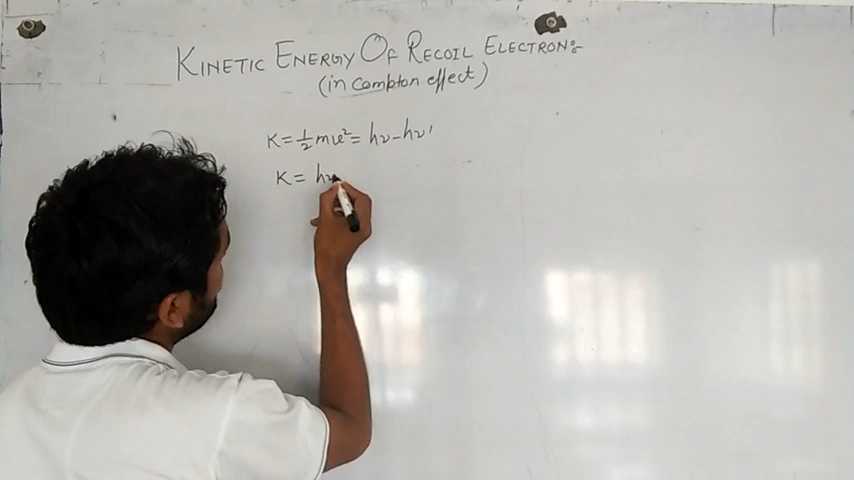 KINETIC ENERGY OF RECOIL ELECTRON:-
(in compton effect)
K = 1/2 mv² = hν - hν'
K = hν